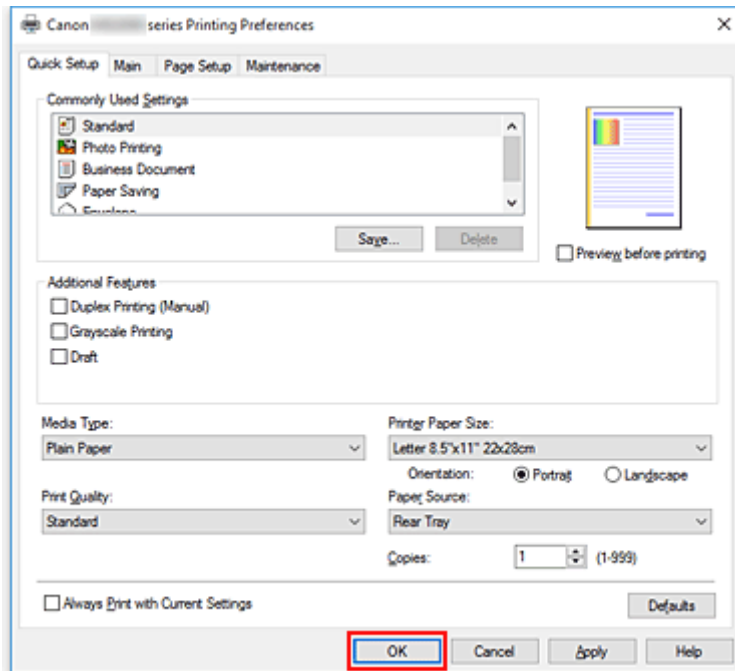 Canon series Printing Preferences
Quick Setup Main Page Setup Maintenance
Commonly Used Settings
Standard
Photo Printing
Business Document
Paper Saving
Envelope
Save... Delete
Preview before printing
Additional Features
Duplex Printing (Manual)
Grayscale Printing
Draft
Media Type:
Plain Paper
Printer Paper Size:
Letter 8.5"x11" 22x28cm
Orientation: Portrait Landscape
Print Quality:
Standard
Paper Source:
Rear Tray
Copies: 1 (1-999)
Always Print with Current Settings
Defaults
OK Cancel Apply Help